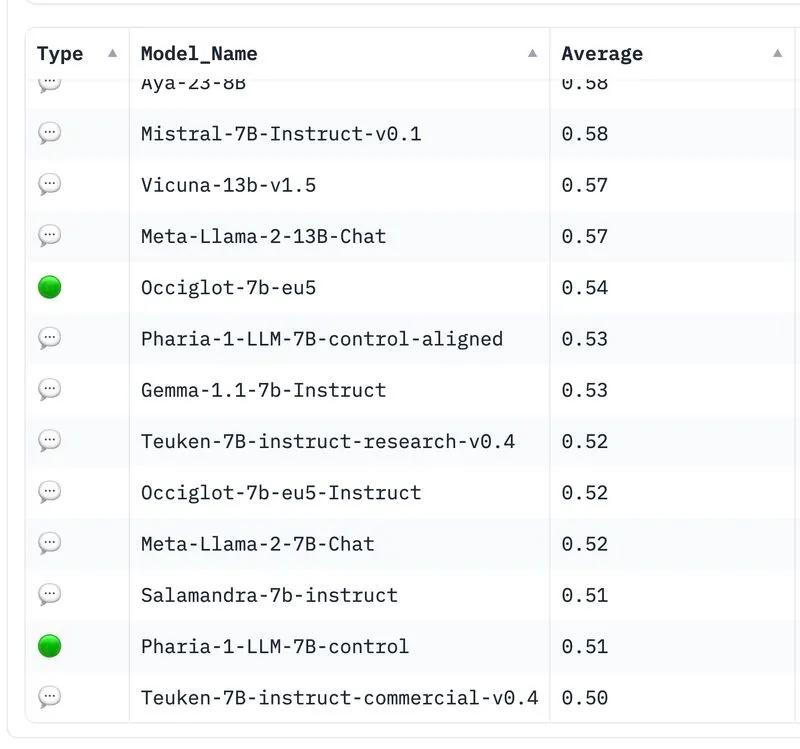 Type Model_Name Average
Aya-23-8B 0.58
Mistral-7B-Instruct-v0.1 0.58
Vicuna-13b-v1.5 0.57
Meta-Llama-2-13B-Chat 0.57
Occiglot-7b-eu5 0.54
Pharia-1-LLM-7B-control-aligned 0.53
Gemma-1.1-7b-Instruct 0.53
Teuken-7B-instruct-research-v0.4 0.52
Occiglot-7b-eu5-Instruct 0.52
Meta-Llama-2-7B-Chat 0.52
Salamandra-7b-instruct 0.51
Pharia-1-LLM-7B-control 0.51
Teuken-7B-instruct-commercial-v0.4 0.50